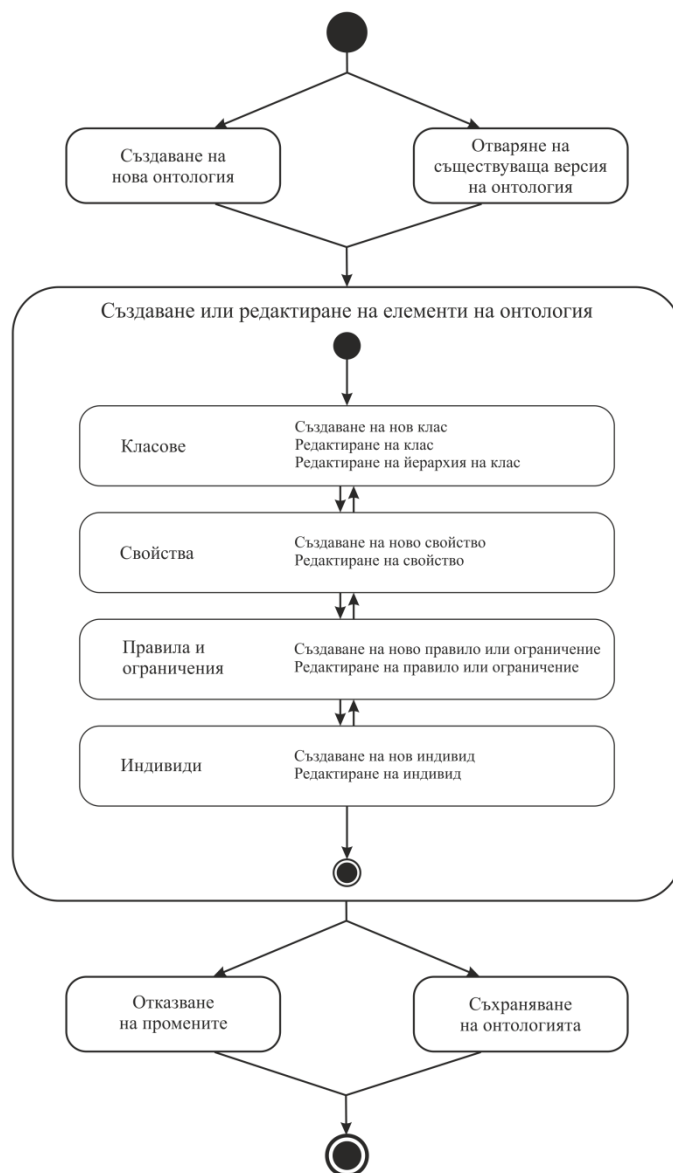 Създаване на
нова онтология
Отваряне на
съществуваща версия
на онтология
Създаване или редактиране на елементи на онтология
Класове
Създаване на нов клас
Редактиране на клас
Редактиране на йерархия на клас
Свойства
Създаване на ново свойство
Редактиране на свойство
Правила и
ограничения
Създаване на ново правило или ограничение
Редактиране на правило или ограничение
Индивиди
Създаване на нов индивид
Редактиране на индивид
Отказване
на промените
Съхраняване
на онтологията